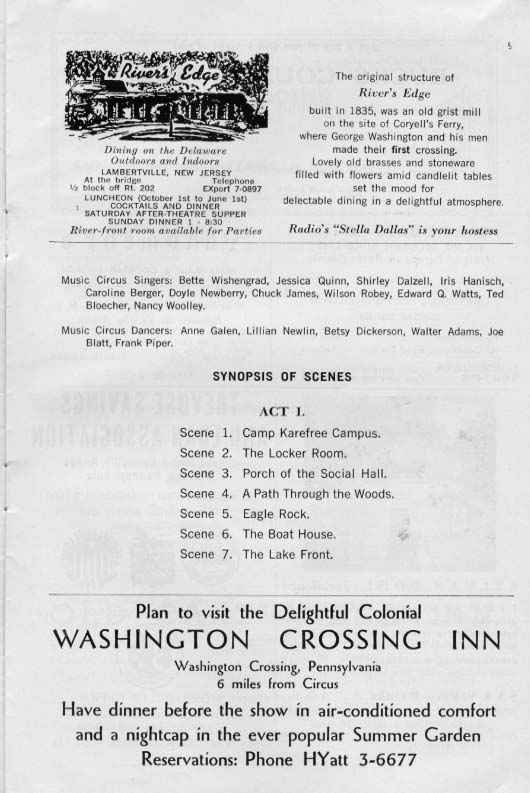 5
River's Edge
Dining on the Delaware
Outdoors and Indoors
LAMBERTVILLE, NEW JERSEY
At the bridge Telephone
½ block off Rt. 202 EXport 7-0897
LUNCHEON (October 1st to June 1st)
COCKTAILS AND DINNER
SATURDAY AFTER-THEATRE SUPPER
SUNDAY DINNER 1 - 8:30
River-front room available for Parties
The original structure of
River's Edge
built in 1835, was an old grist mill
on the site of Coryell's Ferry,
where George Washington and his men
made their first crossing.
Lovely old brasses and stoneware
filled with flowers amid candlelit tables
set the mood for
delectable dining in a delightful atmosphere.
Radio's "Stella Dallas" is your hostess
Music Circus Singers: Bette Wishengrad, Jessica Quinn, Shirley Dalzell, Iris Hanisch,
Caroline Berger, Doyle Newberry, Chuck James, Wilson Robey, Edward Q. Watts, Ted
Bloecher, Nancy Woolley.
Music Circus Dancers: Anne Galen, Lillian Newlin, Betsy Dickerson, Walter Adams, Joe
Blatt, Frank Piper.
SYNOPSIS OF SCENES
ACT I.
Scene 1. Camp Karefree Campus.
Scene 2. The Locker Room.
Scene 3. Porch of the Social Hall.
Scene 4. A Path Through the Woods.
Scene 5. Eagle Rock.
Scene 6. The Boat House.
Scene 7. The Lake Front.
Plan to visit the Delightful Colonial
WASHINGTON CROSSING INN
Washington Crossing, Pennsylvania
6 miles from Circus
Have dinner before the show in air-conditioned comfort
and a nightcap in the ever popular Summer Garden
Reservations: Phone HYatt 3-6677